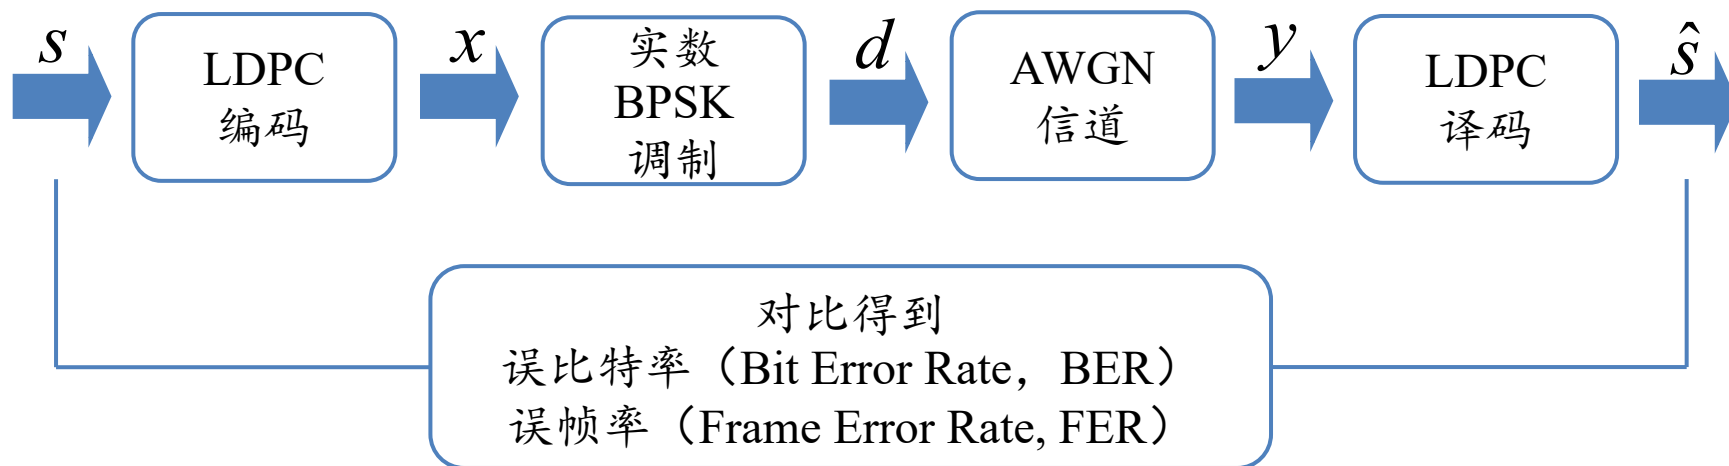 s
LDPC
编码
x
实数
BPSK
调制
d
AWGN
信道
y
LDPC
译码
ŝ
对比得到
误比特率（Bit Error Rate，BER）
误帧率（Frame Error Rate, FER）